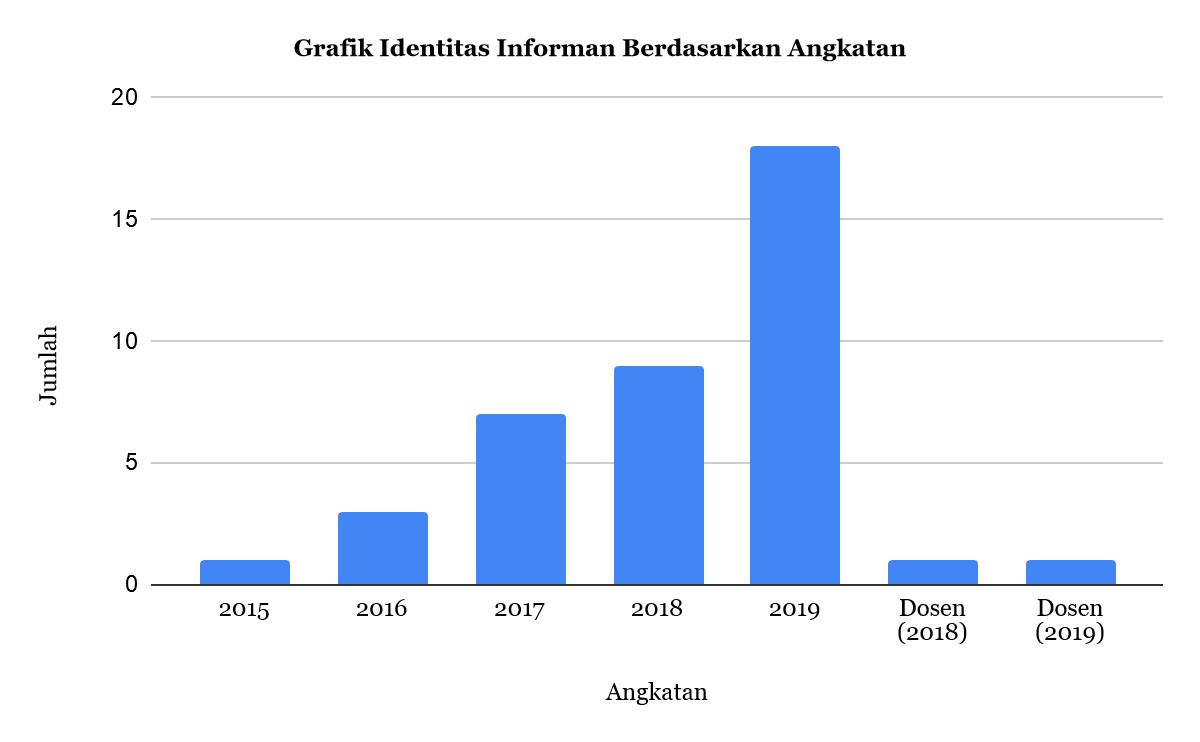 Grafik Identitas Informan Berdasarkan Angkatan
20
15
10
5
0
Jumlah
2015
2016
2017
2018
2019
Dosen
(2018)
Dosen
(2019)
Angkatan